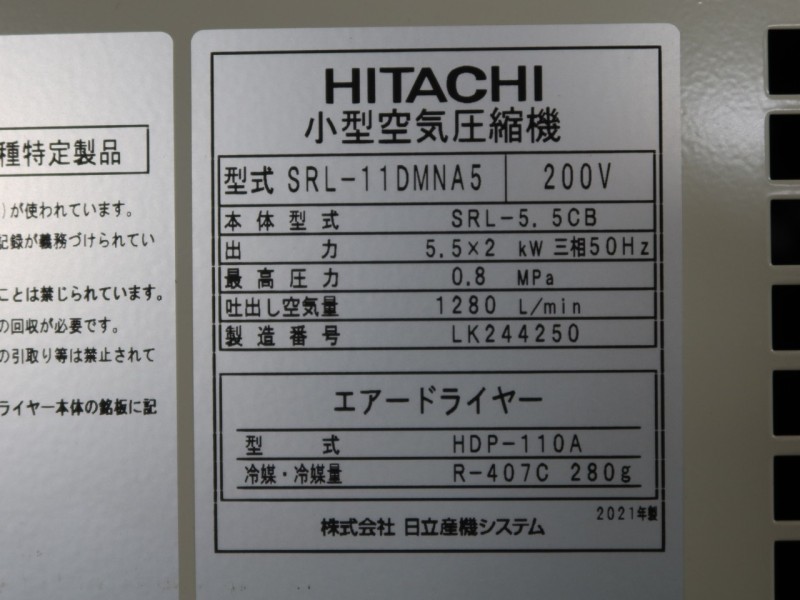 種特定製品
)が使われています。
記録が義務づけられてい
ことは禁じられています。
の回収が必要です。
の引取り等は禁止されて
ライヤー本体の銘板に記
HITACHI
小型空気圧縮機
型式 SRL-11DMNA5 200V
本体型式 SRL-5.5CB
出力 5.5×2 kW 三相50Hz
最高圧力 0.8 MPa
吐出し空気量 1280 L/min
製造番号 LK244250
エアードライヤー
型式 HDP-110A
冷媒・冷媒量 R-407C 280g
2021年製
株式会社 日立産機システム